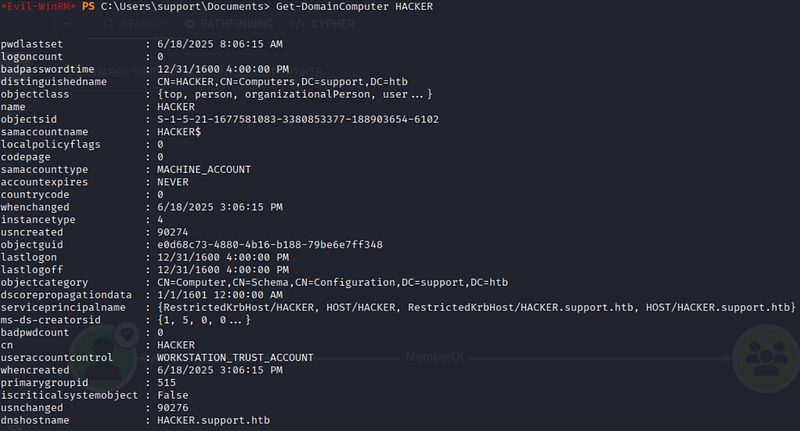 *Evil-WinRM* PS C:\Users\support\Documents> Get-DomainComputer HACKER
SEARCH PATHFINDING CYPHER
pwdlastset : 6/18/2025 8:06:15 AM
logoncount : 0
badpasswordtime : 12/31/1600 4:00:00 PM
distinguishedname : CN=HACKER,CN=Computers,DC=support,DC=htb
objectclass : {top, person, organizationalPerson, user...}
name : HACKER
objectsid : S-1-5-21-1677581083-3380853377-188903654-6102
samaccountname : HACKER$
localpolicyflags : 0
codepage : 0
samaccounttype : MACHINE_ACCOUNT
accountexpires : NEVER
countrycode : 0
whenchanged : 6/18/2025 3:06:15 PM
instancetype : 4
usncreated : 90274
objectguid : e0d68c73-4880-4b16-b188-79be6e7ff348
lastlogon : 12/31/1600 4:00:00 PM
lastlogoff : 12/31/1600 4:00:00 PM
objectcategory : CN=Computer,CN=Schema,CN=Configuration,DC=support,DC=htb
dscorepropagationdata : 1/1/1601 12:00:00 AM
serviceprincipalname : {RestrictedKrbHost/HACKER, HOST/HACKER, RestrictedKrbHost/HACKER.support.htb, HOST/HACKER.support.htb}
ms-ds-creatorsid : {1, 5, 0, 0...}
badpwdcount : 0
cn : HACKER
useraccountcontrol : WORKSTATION_TRUST_ACCOUNT
MemberOf
whencreated : 6/18/2025 3:06:15 PM
primarygroupid : 515
iscriticalsystemobject : False
usnchanged : 90276
dnshostname : HACKER.support.htb